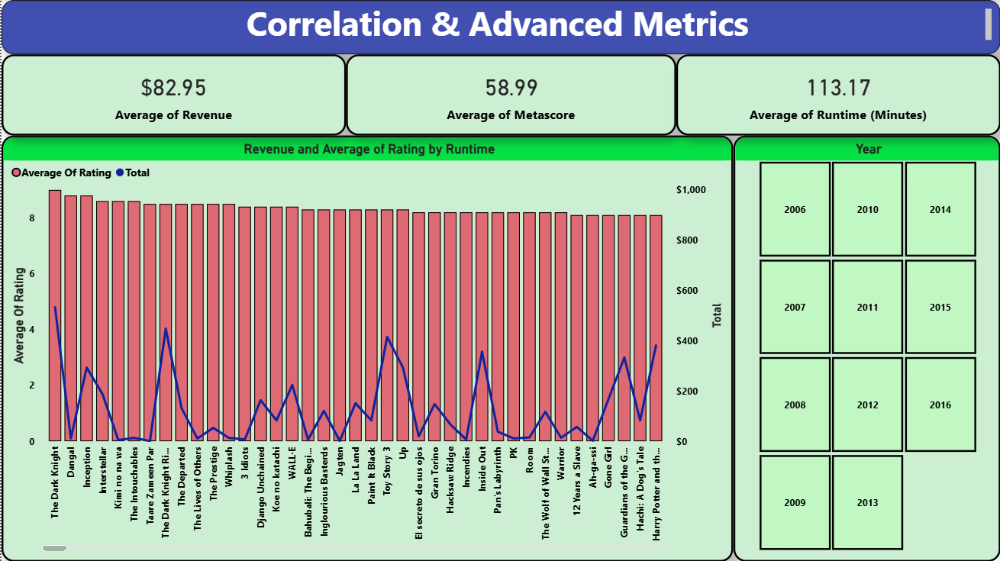 Correlation & Advanced Metrics
$82.95
Average of Revenue
58.99
Average of Metascore
113.17
Average of Runtime (Minutes)
Revenue and Average of Rating by Runtime
Average Of Rating
Total
Average Of Rating
8
6
4
2
0
$1,000
$800
$600
$400
$200
$0
Total
The Dark Knight
Dangal
Inception
Interstellar
Kimi no na wa
The Intouchables
Taare Zameen Par
The Dark Knight Ri...
The Departed
The Lives of Others
The Prestige
Whiplash
3 Idiots
Django Unchained
Koe no katachi
WALL·E
Bahubali: The Begi...
Inglourious Basterds
Jagten
La La Land
Paint It Black
Toy Story 3
Up
El secreto de sus ojos
Gran Torino
Hacksaw Ridge
Incendies
Inside Out
Pan's Labyrinth
PK
Room
The Wolf of Wall St...
Warrior
12 Years a Slave
Ah-ga-ssi
Gone Girl
Guardians of the G...
Hachi: A Dog's Tale
Harry Potter and th...
Year
2006
2010
2014
2007
2011
2015
2008
2012
2016
2009
2013